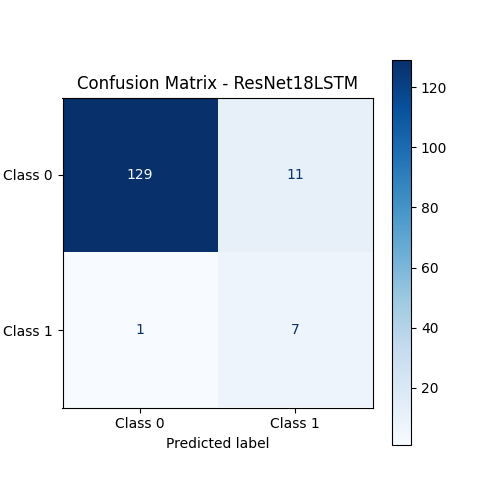 Confusion Matrix - ResNet18LSTM
Class 0
129
11
Class 1
1
7
Class 0
Class 1
Predicted label
120
100
80
60
40
20